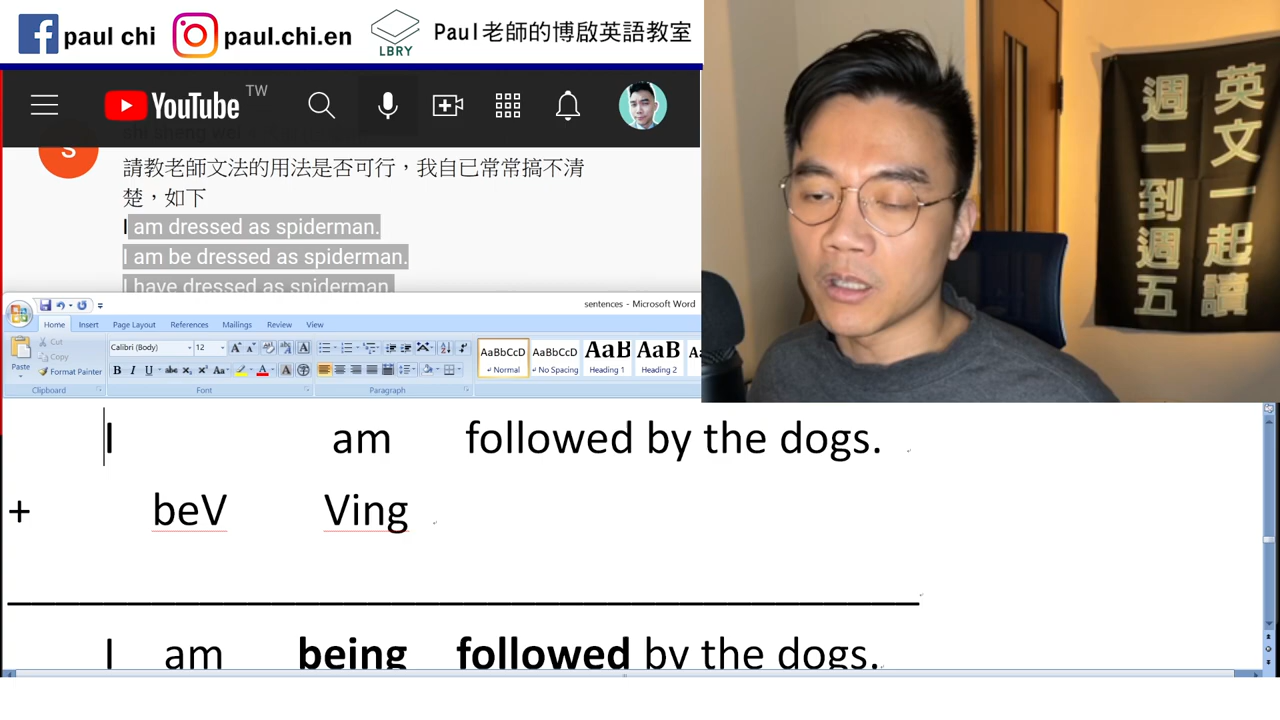 paul chi
paul.chi.en
LBRY
Paul老師的博啟英語教室
YouTube TW
S
請教老師文法的用法是否可行，我自已常常搞不清
楚，如下
I am dressed as spiderman.
I am be dressed as spiderman.
I have dressed as spiderman
sentences - Microsoft Word
Home Insert Page Layout References Mailings Review View
Paste
Cut
Copy
Format Painter
Clipboard
Calibri (Body) 12
Font
Paragraph
AaBbCcD
Normal
AaBbCcD
No Spacing
AaBb
Heading 1
AaBb
Heading 2
I am followed by the dogs.
+ beV Ving
I am being followed by the dogs.
英文一起讀
週一到週五